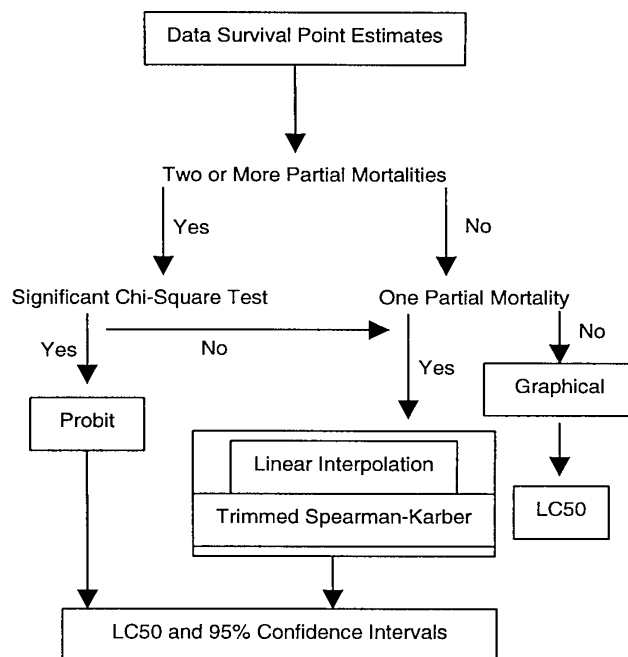 Data Survival Point Estimates
Two or More Partial Mortalities
Yes
No
Significant Chi-Square Test
One Partial Mortality
Yes
No
Yes
No
Probit
Graphical
Linear Interpolation
Trimmed Spearman-Karber
LC50
LC50 and 95% Confidence Intervals